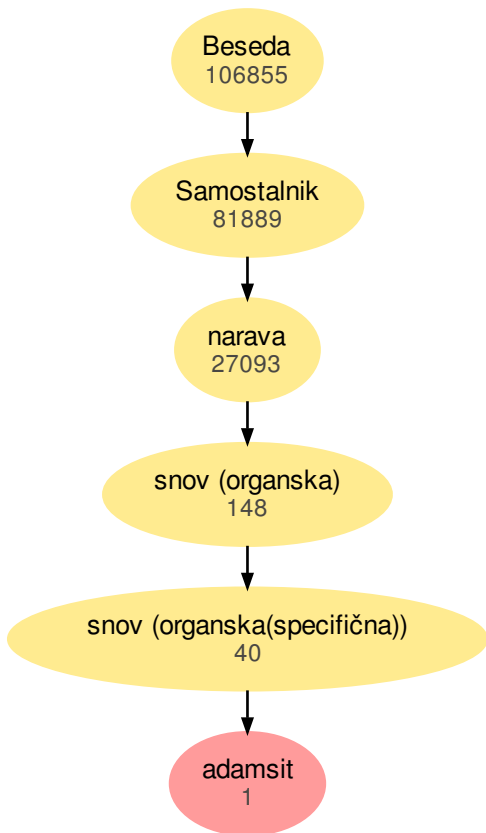 Beseda
106855
Samostalnik
81889
narava
27093
snov (organska)
148
snov (organska(specifična))
40
adamsit
1